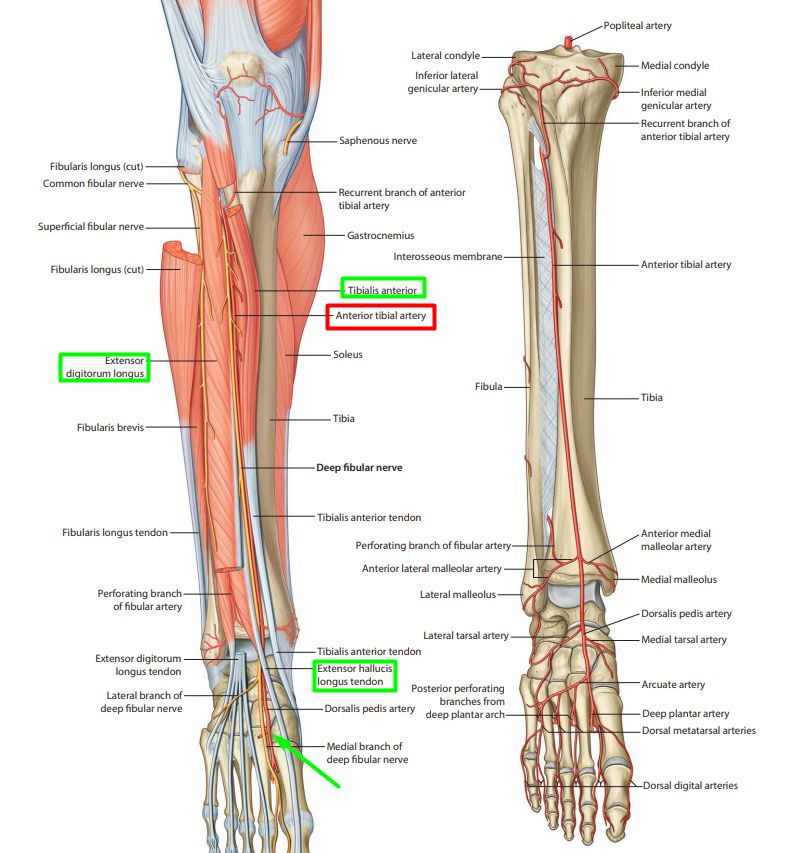 Saphenous nerve
Fibularis longus (cut)
Common fibular nerve
Recurrent branch of anterior
tibial artery
Superficial fibular nerve
Gastrocnemius
Fibularis longus (cut)
Tibialis anterior
Anterior tibial artery
Soleus
Extensor
digitorum longus
Tibia
Fibularis brevis
Deep fibular nerve
Tibialis anterior tendon
Fibularis longus tendon
Perforating branch
of fibular artery
Tibialis anterior tendon
Extensor digitorum
longus tendon
Extensor hallucis
longus tendon
Lateral branch of
deep fibular nerve
Dorsalis pedis artery
Medial branch of
deep fibular nerve
Popliteal artery
Lateral condyle
Medial condyle
Inferior lateral
genicular artery
Inferior medial
genicular artery
Recurrent branch of
anterior tibial artery
Interosseous membrane
Anterior tibial artery
Fibula
Tibia
Perforating branch of fibular artery
Anterior medial
malleolar artery
Anterior lateral malleolar artery
Medial malleolus
Lateral malleolus
Dorsalis pedis artery
Lateral tarsal artery
Medial tarsal artery
Arcuate artery
Posterior perforating
branches from
deep plantar arch
Deep plantar artery
Dorsal metatarsal arteries
Dorsal digital arteries